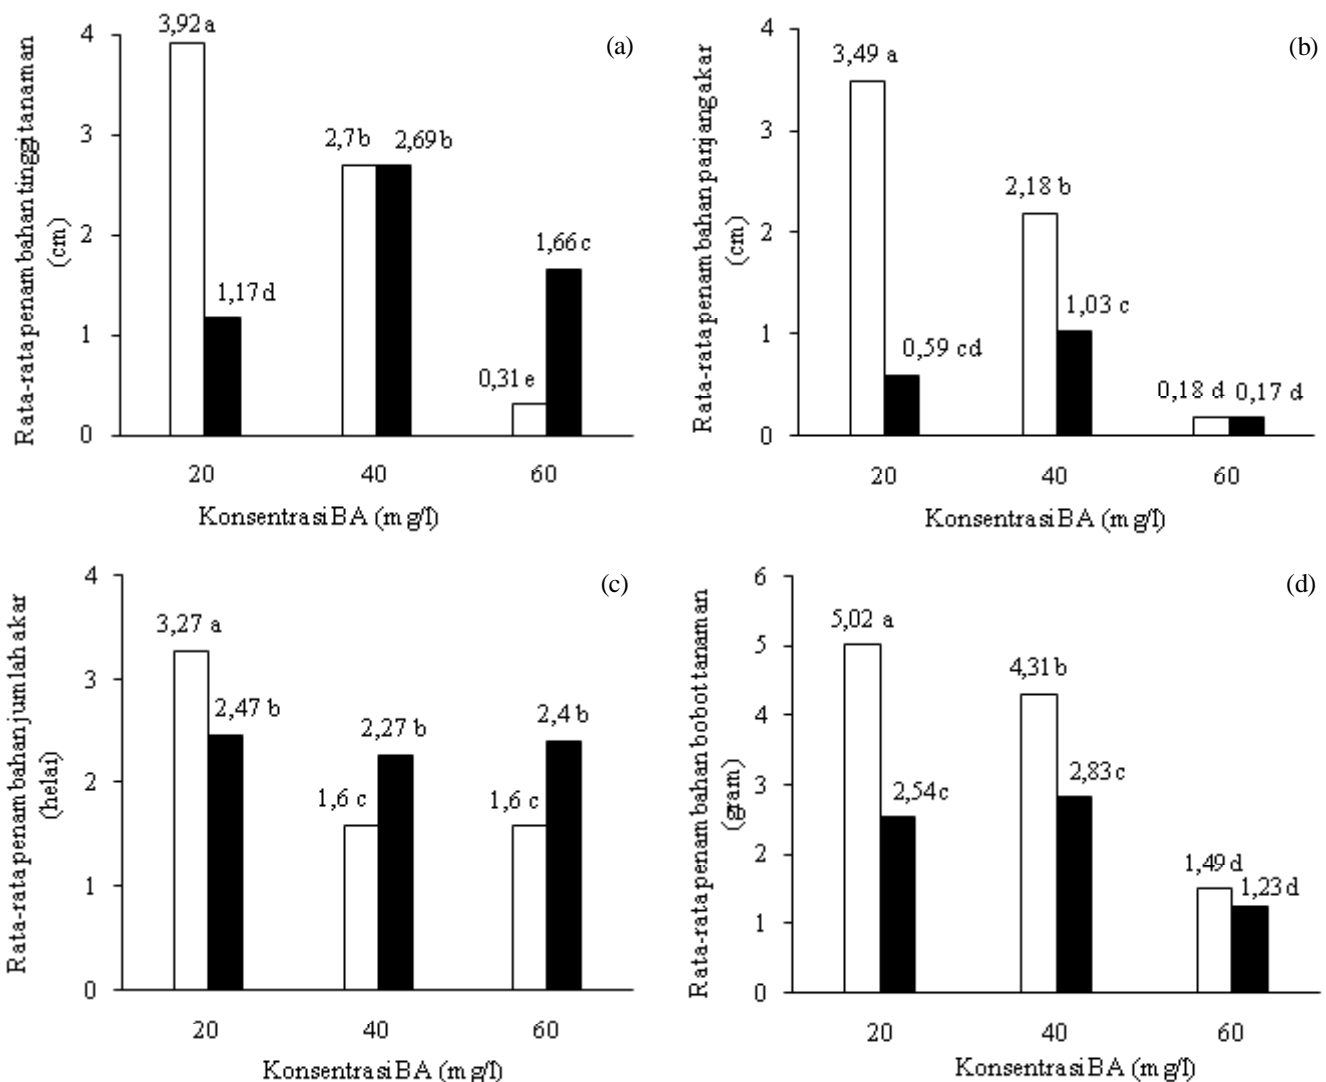 Rata-rata penambahan tinggi tanaman
(cm)
(a)
4
3
2
1
0
3,92 a
1,17 d
2,7 b
2,69 b
0,31 e
1,66 c
20
40
60
Konsentrasi BA (mg/l)
Rata-rata penambahan panjang akar
(cm)
(b)
4
3
2
1
0
3,49 a
0,59 cd
2,18 b
1,03 c
0,18 d
0,17 d
20
40
60
Konsentrasi BA (mg/l)
Rata-rata penambahan jumlah akar
(helai)
(c)
4
3
2
1
0
3,27 a
2,47 b
1,6 c
2,27 b
1,6 c
2,4 b
20
40
60
Konsentrasi BA (mg/l)
Rata-rata penambahan bobot tanaman
(gram)
(d)
6
5
4
3
2
1
0
5,02 a
2,54 c
4,31 b
2,83 c
1,49 d
1,23 d
20
40
60
Konsentrasi BA (mg/l)